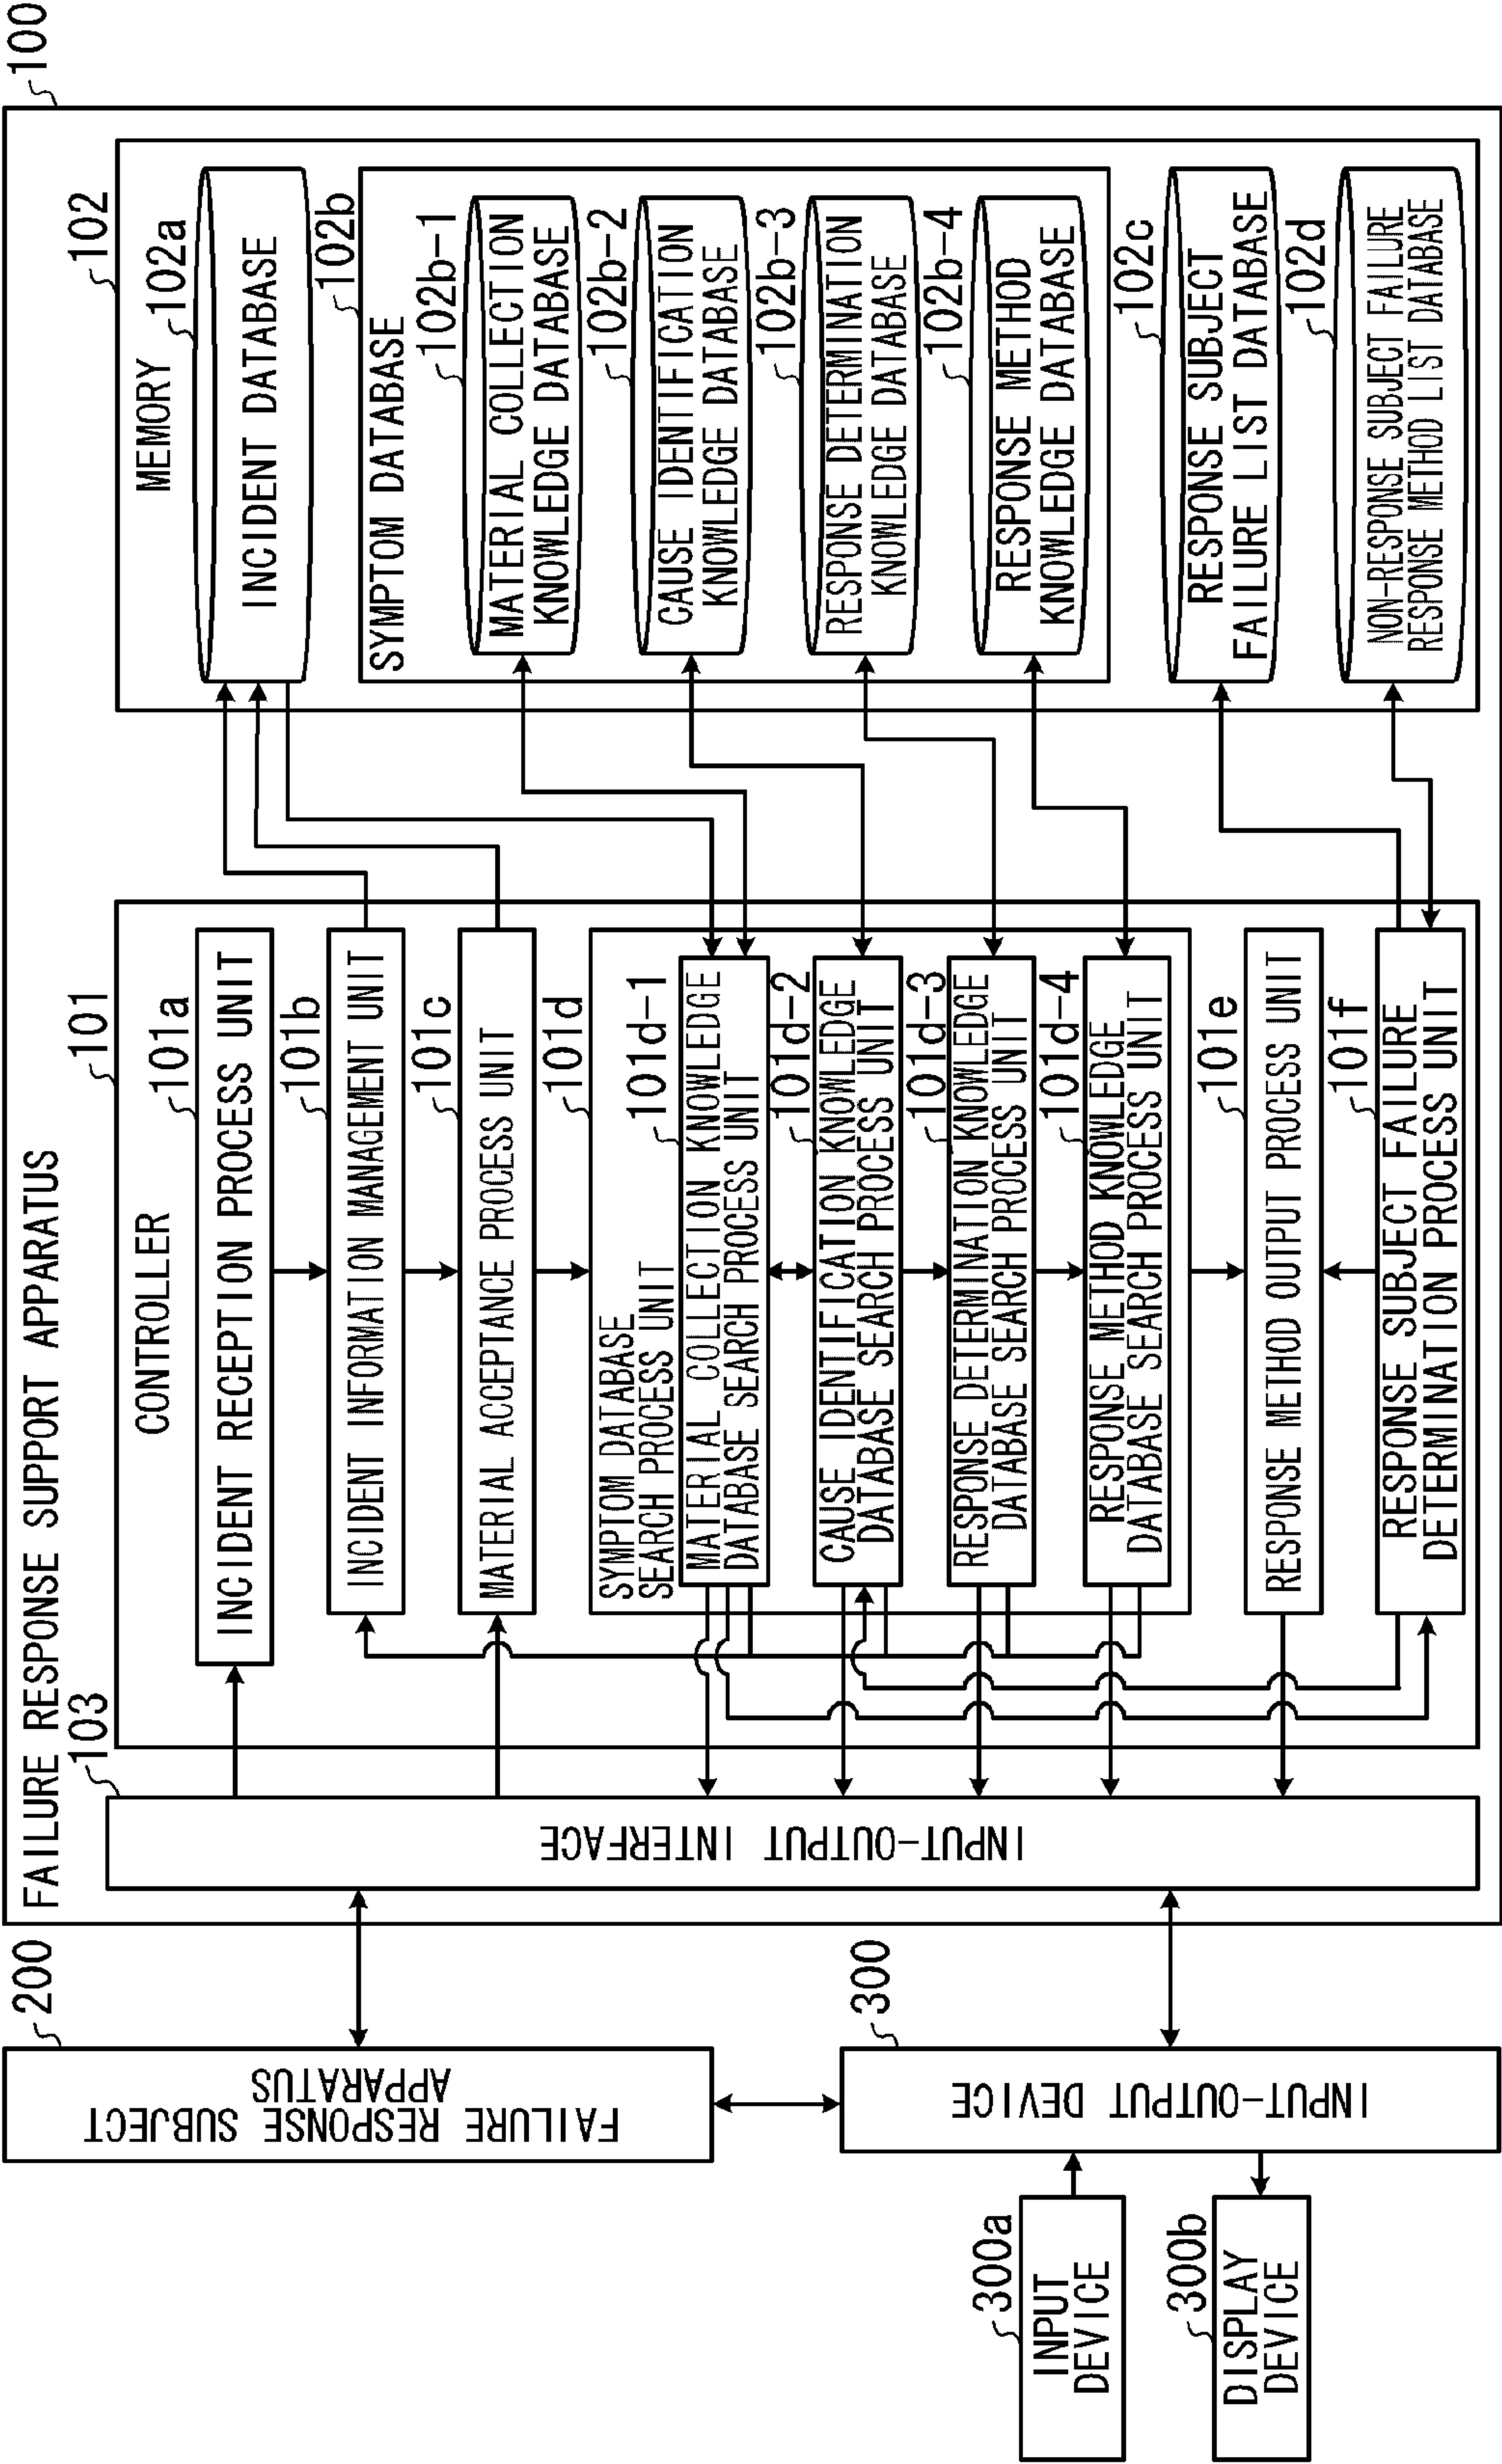 FAILURE RESPONSE SUPPORT APPARATUS
100
200
FAILURE RESPONSE SUBJECT
APPARATUS
300
INPUT-OUTPUT DEVICE
300a
INPUT
DEVICE
300b
DISPLAY
DEVICE
103
INPUT-OUTPUT INTERFACE
101
CONTROLLER
101a
INCIDENT RECEPTION PROCESS UNIT
101b
INCIDENT INFORMATION MANAGEMENT UNIT
101c
MATERIAL ACCEPTANCE PROCESS UNIT
101d
SYMPTOM DATABASE
SEARCH PROCESS UNIT
101d-1
MATERIAL COLLECTION KNOWLEDGE
DATABASE SEARCH PROCESS UNIT
101d-2
CAUSE IDENTIFICATION KNOWLEDGE
DATABASE SEARCH PROCESS UNIT
101d-3
RESPONSE DETERMINATION KNOWLEDGE
DATABASE SEARCH PROCESS UNIT
101d-4
RESPONSE METHOD KNOWLEDGE
DATABASE SEARCH PROCESS UNIT
101e
RESPONSE METHOD OUTPUT PROCESS UNIT
101f
RESPONSE SUBJECT FAILURE
DETERMINATION PROCESS UNIT
102
MEMORY
102a
INCIDENT DATABASE
102b
SYMPTOM DATABASE
102b-1
MATERIAL COLLECTION
KNOWLEDGE DATABASE
102b-2
CAUSE IDENTIFICATION
KNOWLEDGE DATABASE
102b-3
RESPONSE DETERMINATION
KNOWLEDGE DATABASE
102b-4
RESPONSE METHOD
KNOWLEDGE DATABASE
102c
RESPONSE SUBJECT
FAILURE LIST DATABASE
102d
NON-RESPONSE SUBJECT FAILURE
RESPONSE METHOD LIST DATABASE